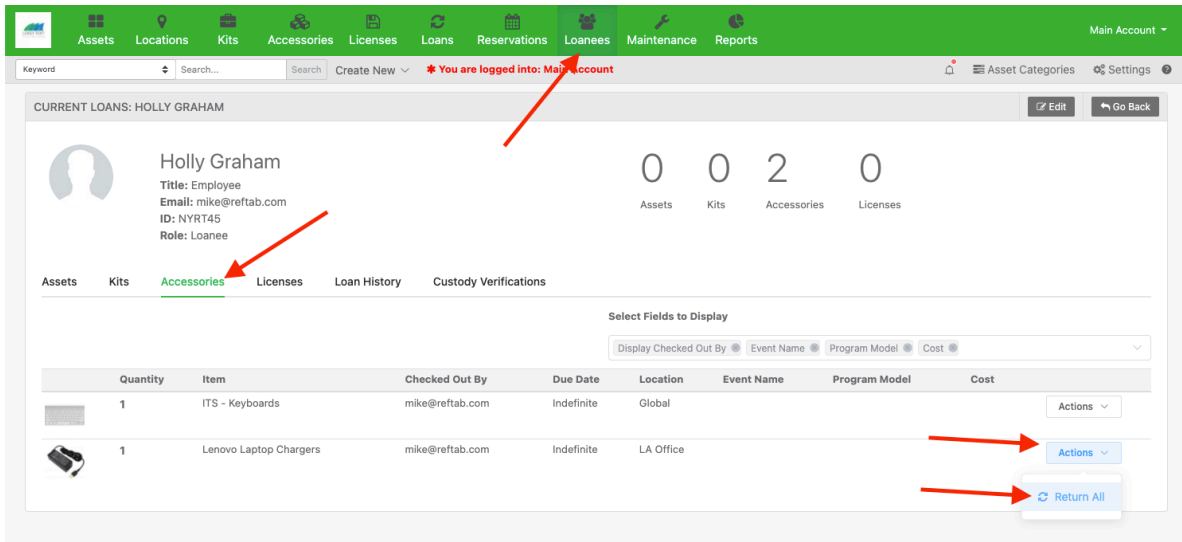 Assets Locations Kits Accessories Licenses Loans Reservations Loanees Maintenance Reports Main Account
Keyword Search... Search Create New ✱ You are logged into: Main Account Asset Categories Settings
CURRENT LOANS: HOLLY GRAHAM Edit Go Back
Holly Graham
Title: Employee
Email: mike@reftab.com
ID: NYRT45
Role: Loanee
0 0 2 0
Assets Kits Accessories Licenses
Assets Kits Accessories Licenses Loan History Custody Verifications
Select Fields to Display
Display Checked Out By Event Name Program Model Cost
Quantity Item Checked Out By Due Date Location Event Name Program Model Cost
1 ITS - Keyboards mike@reftab.com Indefinite Global Actions
1 Lenovo Laptop Chargers mike@reftab.com Indefinite LA Office Actions
Return All